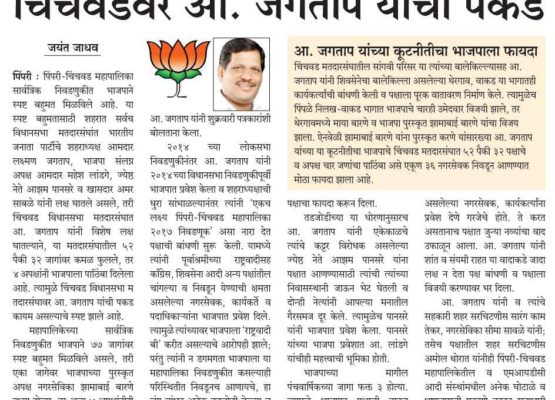 चिंचवडवर आ. जगताप यांची पकड
जयंत जाधव
पिंपरी : पिंपरी-चिंचवड महापालिका
सार्वत्रिक निवडणुकीत भाजपाने
स्पष्ट बहुमत मिळविले आहे. या
स्पष्ट बहुमतासाठी शहरात सर्वच
विधानसभा मतदारसंघांत भारतीय
जनता पार्टीचे शहराध्यक्ष आमदार
लक्ष्मण जगताप, भाजपा संलग्न
अपक्ष आमदार महेश लांडगे, ज्येष्ठ
नेते आझम पानसरे व खासदार अमर
साबळे यांनी लक्ष घातले असले, तरी
चिंचवड विधानसभा मतदारसंघात
आ. जगताप यांनी विशेष लक्ष
घातल्याने, या मतदारसंघातील ५२
पैकी ३२ जागांवर कमळ फुलले, तर
४ अपक्षांनी भाजपाला पाठिंबा दिलेला
आहे. त्यामुळे चिंचवड विधानसभा म
तदारसंघावर आ. जगताप यांची पकड
कायम असल्याचे स्पष्ट झाले आहे.
महापालिकेच्या सार्वत्रिक
निवडणुकीत भाजपाने ७७ जागांवर
स्पष्ट बहुमत मिळविले असले, तरी
एका जागेवर भाजपाच्या पुरस्कृत
अपक्ष नगरसेविका झामाबाई बारणे
आ. जगताप यांनी शुक्रवारी पत्रकारांशी
बोलताना केला.
२०१४ च्या लोकसभा
निवडणुकीनंतर आ. जगताप यांनी
२०१४च्या विधानसभा निवडणुकीपूर्वी
भाजपात प्रवेश केला व शहराध्यक्षाची
धुरा सांभाळल्यानंतर त्यांनी 'एकच
लक्ष्य पिंपरी-चिंचवड महापालिका
२०१७ निवडणूक' असा नारा देत
पक्षाची बांधणी सुरू केली. यामध्ये
त्यांनी पूर्वाश्रमीच्या राष्ट्रवादीसह
काँग्रेस, शिवसेना आदी अन्य पक्षांतील
चांगल्या व निवडून येण्याची क्षमता
असलेल्या नगरसेवक, कार्यकर्ते व
पदाधिकाऱ्यांना भाजपात प्रवेश दिले.
त्यामुळे त्यांच्यावर भाजपाला 'राष्ट्रवादी
बी' करीत असल्याचे आरोपही झाले;
परंतु त्यांनी न डगमगता भाजपाला या
महापालिका निवडणुकीत कसल्याही
परिस्थितीत निवडून आणायचे, हा
आ. जगताप यांच्या कूटनीतीचा भाजपाला फायदा
चिंचवड मतदारसंघातील सांगवी परिसर या त्यांच्या बालेकिल्ल्यासह आ.
जगताप यांनी शिवसेनेचा बालेकिल्ला असलेल्या थेरगाव, वाकड या भागातही
कार्यकर्त्यांची बांधणी केली व पक्षाला पूरक वातावरण निर्माण केले. त्यामुळेच
पिंपळे निलख-वाकड भागात भाजपाचे चारही उमेदवार विजयी झाले, तर
थेरगावमध्ये माया बारणे व भाजपा पुरस्कृत झामाबाई बारणे यांचा विजय
झाला. ऐनवेळी झामाबाई बारणे यांना पुरस्कृत करणे यांसारख्या आ. जगताप
यांच्या या कूटनीतीचा भाजपाचे चिंचवड मतदारसंघात ५२ पैकी ३२ पक्षाचे
व अपक्ष चार जणांचा पाठिंबा असे एकूण ३६ नगरसेवक निवडून आणण्यात
मोठा फायदा झाला आहे.
पक्षाचा फायदा करून दिला.
तडजोडीच्या धोरणानुसारच
आ. जगताप यांनी एकेकाळचे
त्यांचे कट्टर विरोधक असलेल्या
ज्येष्ठ नेते आझम पानसरे यांना
पक्षात आणण्यासाठी त्यांची त्यांच्या
निवासस्थानी जाऊन भेट घेतली व
दोन्ही नेत्यांनी आपल्या मनातील
गैरसमज दूर केले. त्यामुळेच पानसरे
यांनी भाजपात प्रवेश केला. पानसरे
यांच्या भाजपा प्रवेशात आ. लांडगे
यांचीही महत्त्वाची भूमिका होती.
भाजपाच्या मागील
पंचवार्षिकच्या जागा फक्त ३ होत्या.
असलेल्या नगरसेवक, कार्यकर्त्यांना
प्रवेश देणे गरजेचे होते. ते करत
असतानाच पक्षात जुन्या नव्यांचा वाद
उफाळून आला. आ. जगताप यांनी
शांत व संयमी राहत या वादाकडे जादा
लक्ष न देता पक्ष बांधणी व पक्षाला
विजयी करण्यावर भर दिला.
आ. जगताप यांनी व त्यांचे
सहकारी शहर सरचिटणीस सारंग काम
तेकर, नगरसेविका सीमा सावळे यांनी;
तसेच पक्षातील शहर सरचिटणीस
अमोल थोरात यांनीही पिंपरी-चिंचवड
महापालिकेतील व एमआयडीसी
आदी संस्थांमधील अनेक घोटाळे व